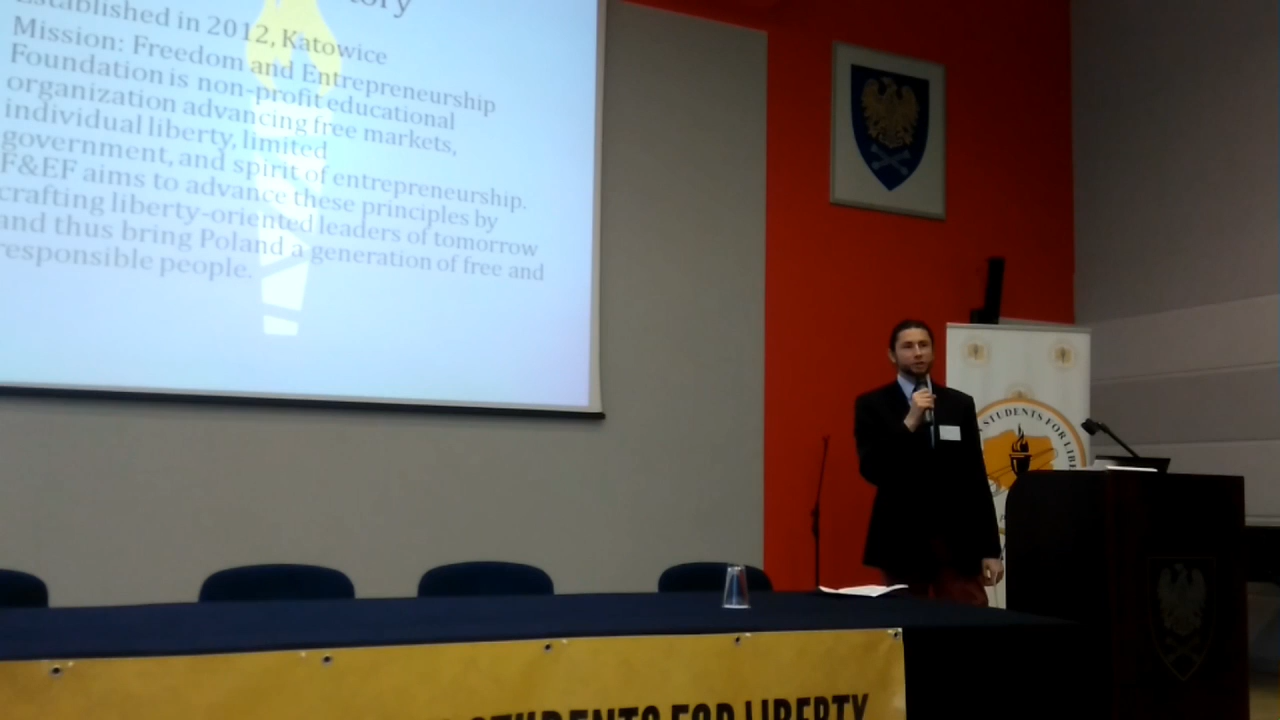 Established in 2012, Katowice
Mission: Freedom and Entrepreneurship
Foundation is non-profit educational
organization advancing free markets,
individual liberty, limited
government, and spirit of entrepreneurship.
F&EF aims to advance these principles by
crafting liberty-oriented leaders of tomorrow
and thus bring Poland a generation of free and
responsible people.
STUDENTS FOR
STUDENTS FOR LIBERTY